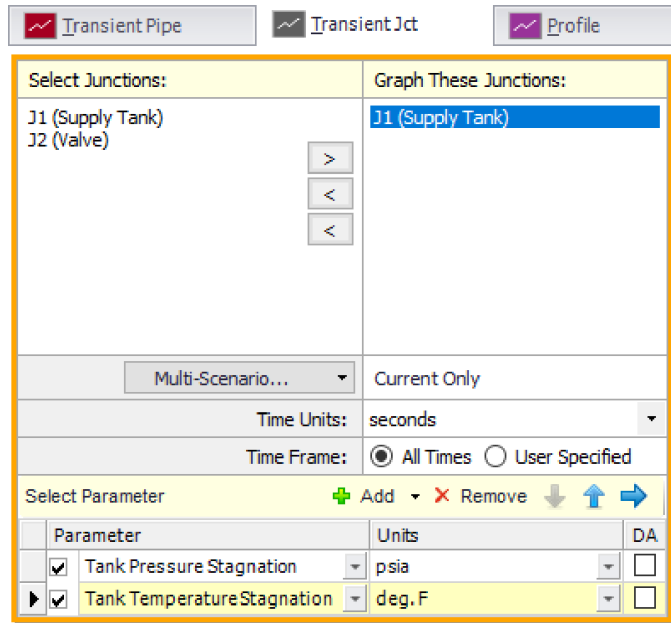 Transient Pipe
Transient Jct
Profile
Select Junctions:
Graph These Junctions:
J1 (Supply Tank)
J2 (Valve)
J1 (Supply Tank)
>
<
<
Multi-Scenario...
Current Only
Time Units:
seconds
Time Frame:
All Times
User Specified
Select Parameter
Add
Remove
Parameter
Units
DA
Tank Pressure Stagnation
psia
Tank Temperature Stagnation
deg. F